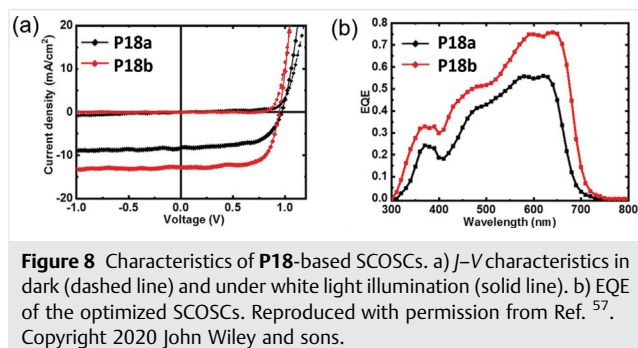 (a)
20
10
0
-10
-20
Current density (mA/cm²)
P18a
P18b
-1.0 -0.5 0.0 0.5 1.0
Voltage (V)
(b)
0.8
0.7
0.6
0.5
0.4
0.3
0.2
0.1
0.0
EQE
P18a
P18b
300 400 500 600 700 800
Wavelength (nm)
Figure 8 Characteristics of P18-based SCOSCs. a) J–V characteristics in
dark (dashed line) and under white light illumination (solid line). b) EQE
of the optimized SCOSCs. Reproduced with permission from Ref. 57.
Copyright 2020 John Wiley and sons.